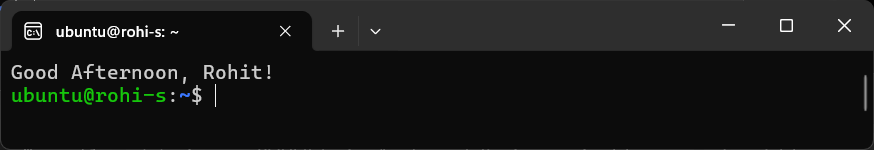 ubuntu@rohi-s: ~
Good Afternoon, Rohit!
ubuntu@rohi-s:~$